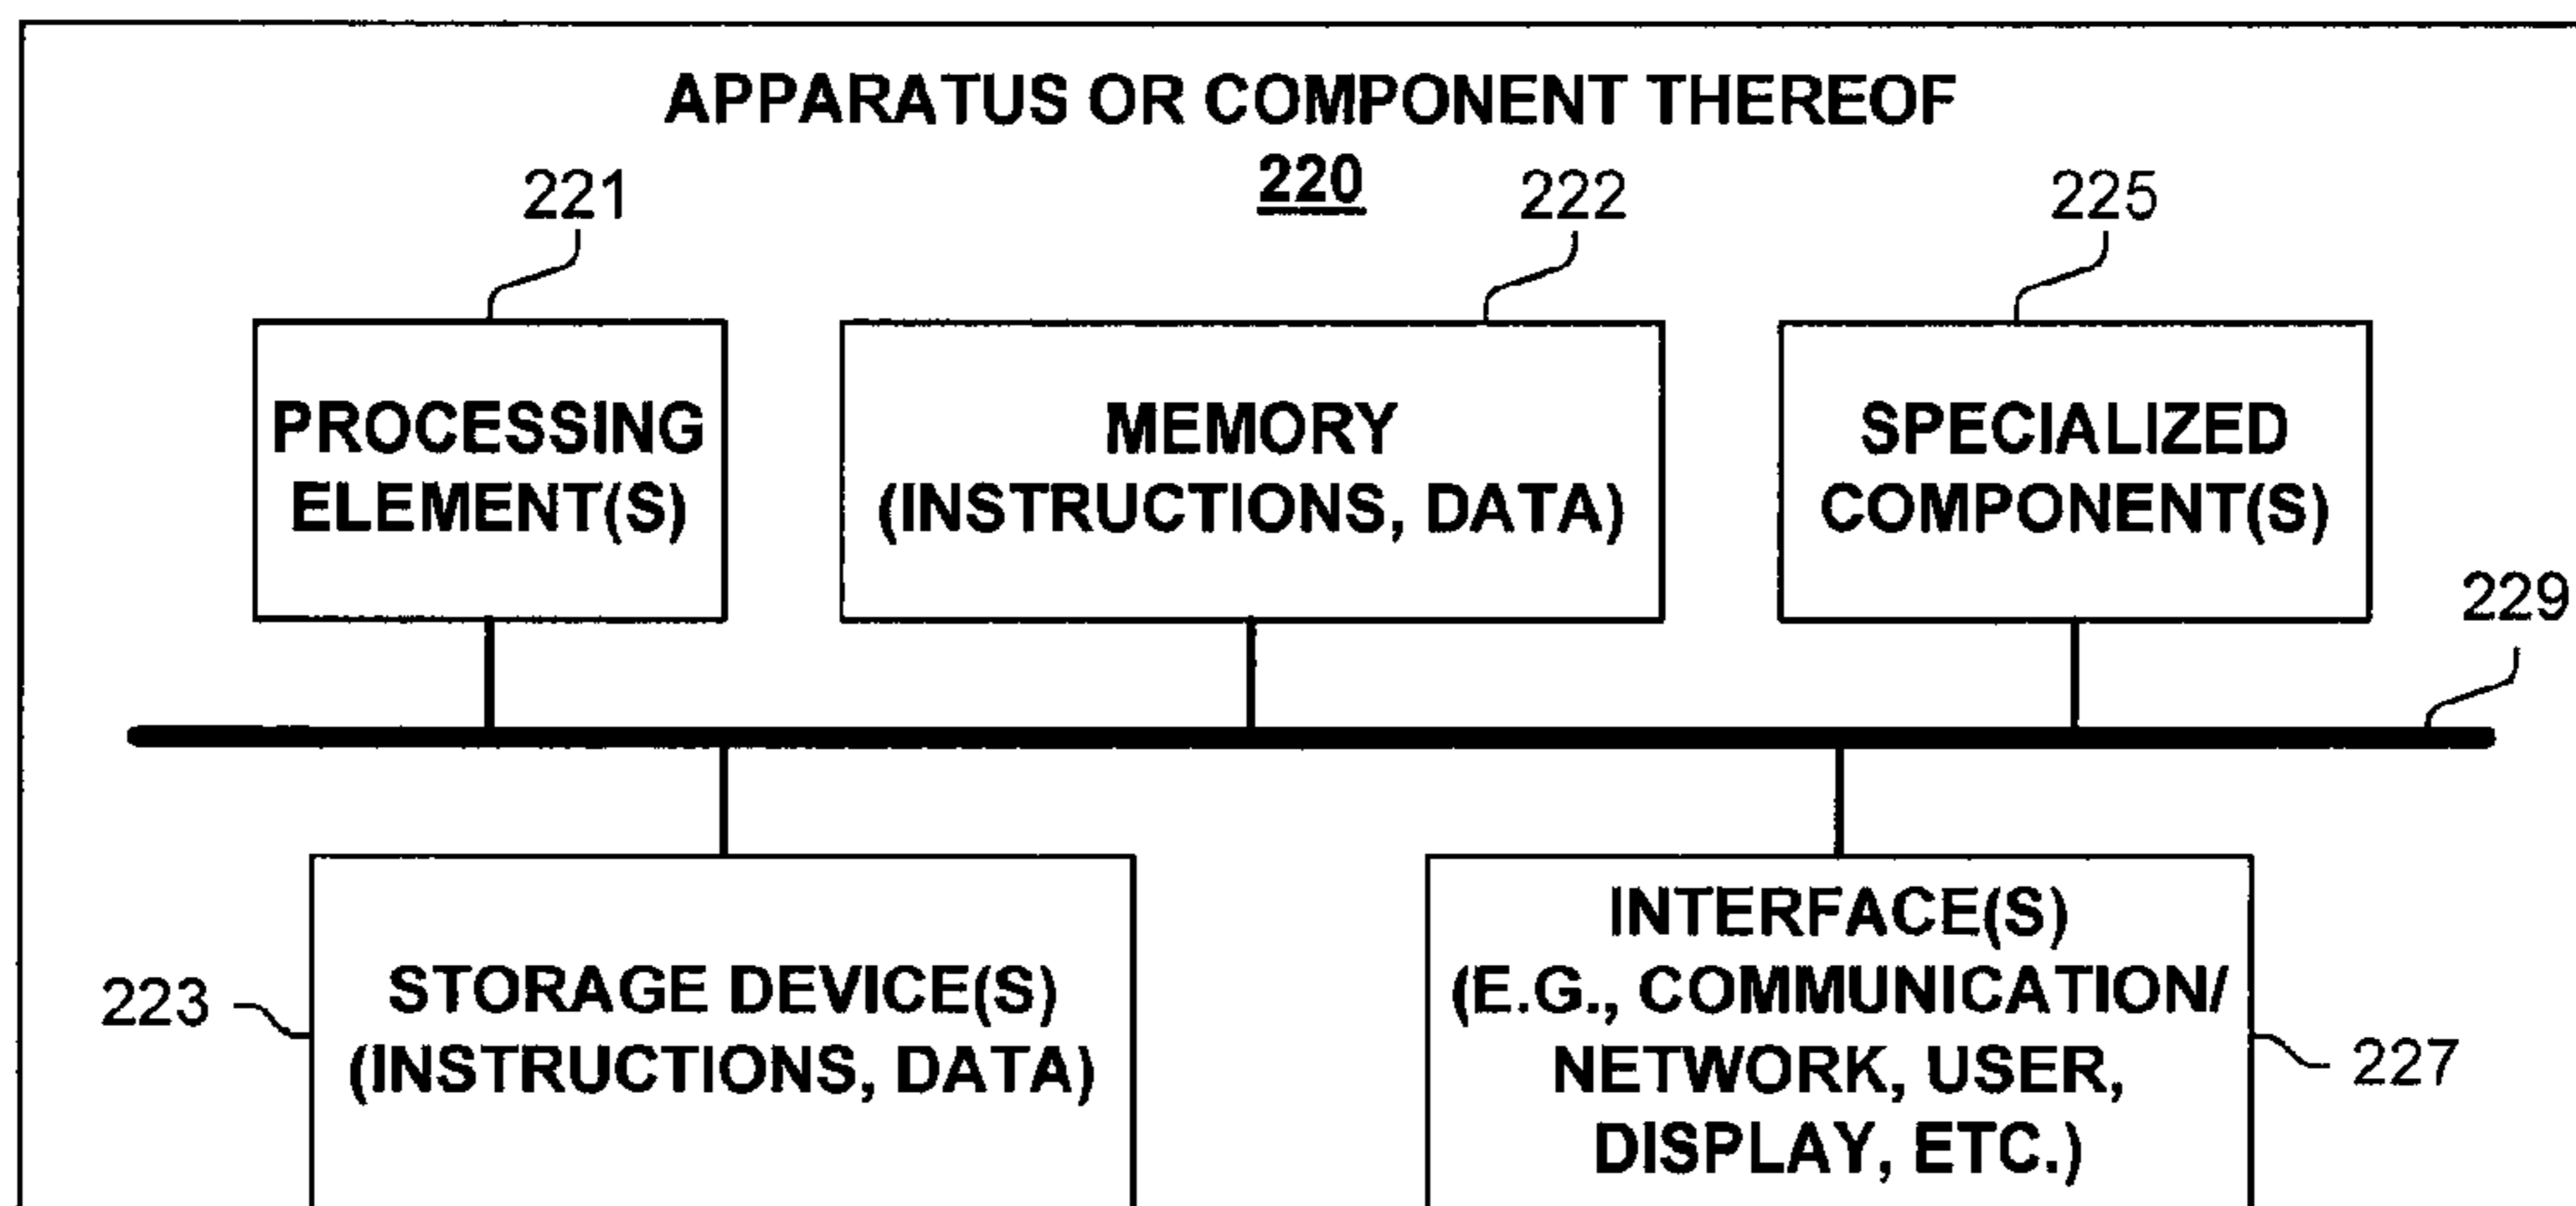 APPARATUS OR COMPONENT THEREOF
220
221
222
225
PROCESSING
ELEMENT(S)
MEMORY
(INSTRUCTIONS, DATA)
SPECIALIZED
COMPONENT(S)
229
223
STORAGE DEVICE(S)
(INSTRUCTIONS, DATA)
INTERFACE(S)
(E.G., COMMUNICATION/
NETWORK, USER,
DISPLAY, ETC.)
227